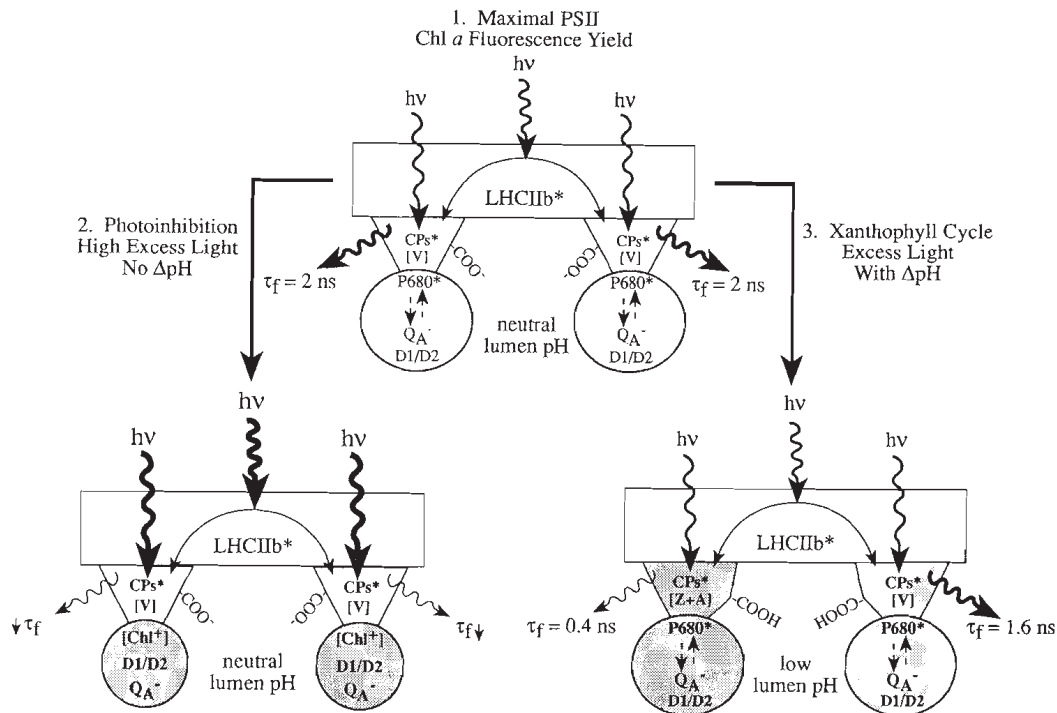 1. Maximal PSII
Chl a Fluorescence Yield
hν
hν
hν
LHCIIb*
2. Photoinhibition
High Excess Light
No ΔpH
3. Xanthophyll Cycle
Excess Light
With ΔpH
CPs*
[V]
-COO-
-COO-
CPs*
[V]
τf = 2 ns
τf = 2 ns
P680*
P680*
QA-
D1/D2
neutral
lumen pH
QA-
D1/D2
hν
hν
hν
LHCIIb*
CPs*
[V]
-COO-
-COO-
CPs*
[V]
τf
τf
[Chl+]
D1/D2
QA-
neutral
lumen pH
[Chl+]
D1/D2
QA-
hν
hν
hν
LHCIIb*
CPs*
[Z+A]
-COOH
HOOC-
CPs*
[V]
τf = 0.4 ns
τf = 1.6 ns
P680*
P680*
QA-
D1/D2
low
lumen pH
QA-
D1/D2